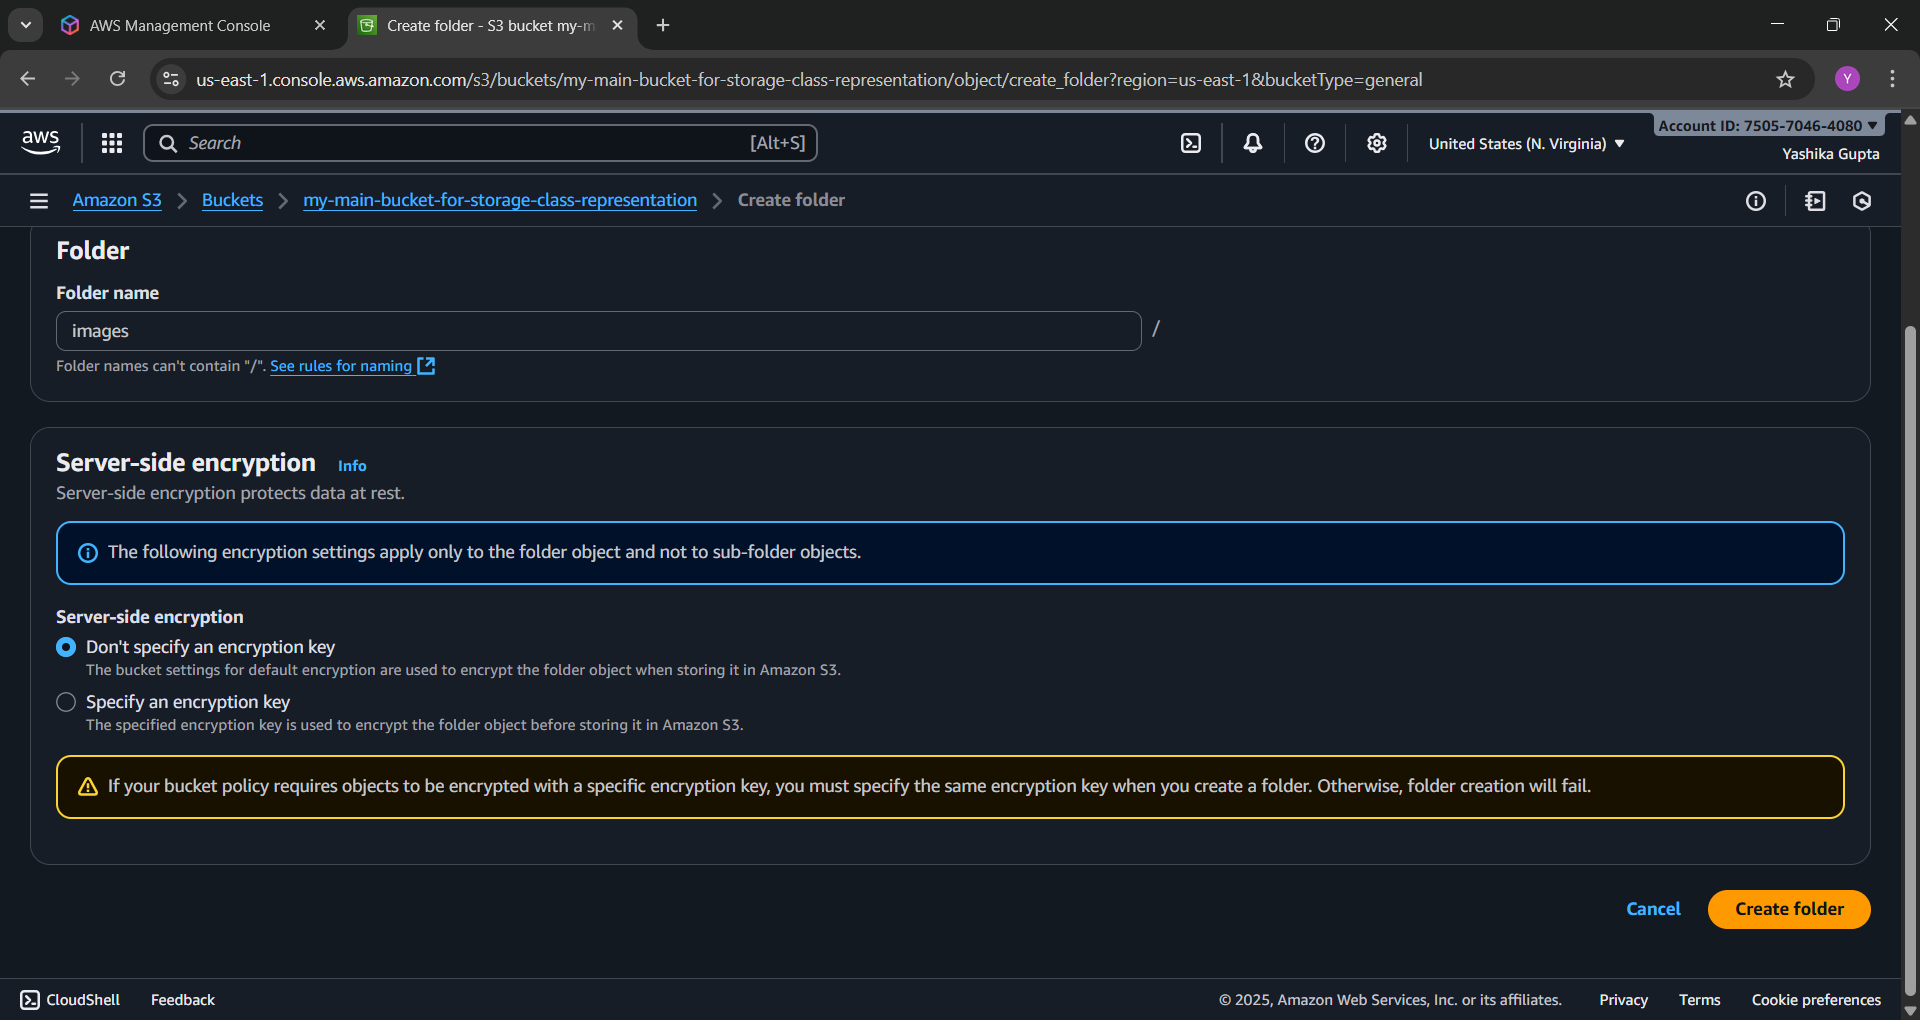 AWS Management Console
Create folder - S3 bucket my-m
us-east-1.console.aws.amazon.com/s3/buckets/my-main-bucket-for-storage-class-representation/object/create_folder?region=us-east-1&bucketType=general
Y
aws
Search
[Alt+S]
United States (N. Virginia)
Account ID: 7505-7046-4080
Yashika Gupta
Amazon S3 > Buckets > my-main-bucket-for-storage-class-representation > Create folder
Folder
Folder name
images /
Folder names can't contain "/". See rules for naming
Server-side encryption Info
Server-side encryption protects data at rest.
The following encryption settings apply only to the folder object and not to sub-folder objects.
Server-side encryption
Don't specify an encryption key
The bucket settings for default encryption are used to encrypt the folder object when storing it in Amazon S3.
Specify an encryption key
The specified encryption key is used to encrypt the folder object before storing it in Amazon S3.
If your bucket policy requires objects to be encrypted with a specific encryption key, you must specify the same encryption key when you create a folder. Otherwise, folder creation will fail.
Cancel Create folder
CloudShell Feedback © 2025, Amazon Web Services, Inc. or its affiliates. Privacy Terms Cookie preferences